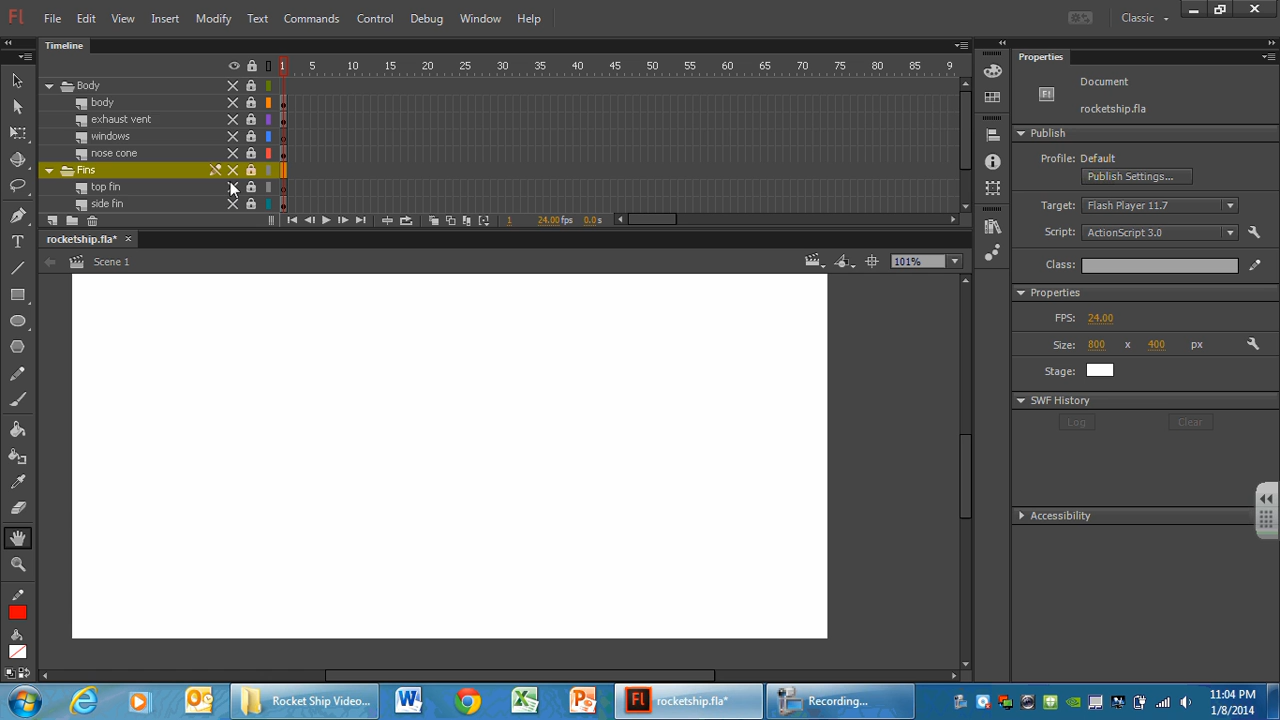 Fl File Edit View Insert Modify Text Commands Control Debug Window Help Classic
Timeline
1 5 10 15 20 25 30 35 40 45 50 55 60 65 70 75 80 85 9
Body
body
exhaust vent
windows
nose cone
Fins
top fin
side fin
1 24.00 fps 0.0 s
rocketship.fla*
Scene 1
101%
Properties
Document
Fl
rocketship.fla
Publish
Profile: Default
Publish Settings...
Target: Flash Player 11.7
Script: ActionScript 3.0
Class:
Properties
FPS: 24.00
Size: 800 x 400 px
Stage:
SWF History
Log Clear
Accessibility
Rocket Ship Video...
Fl rocketship.fla*
Recording...
11:04 PM
1/8/2014